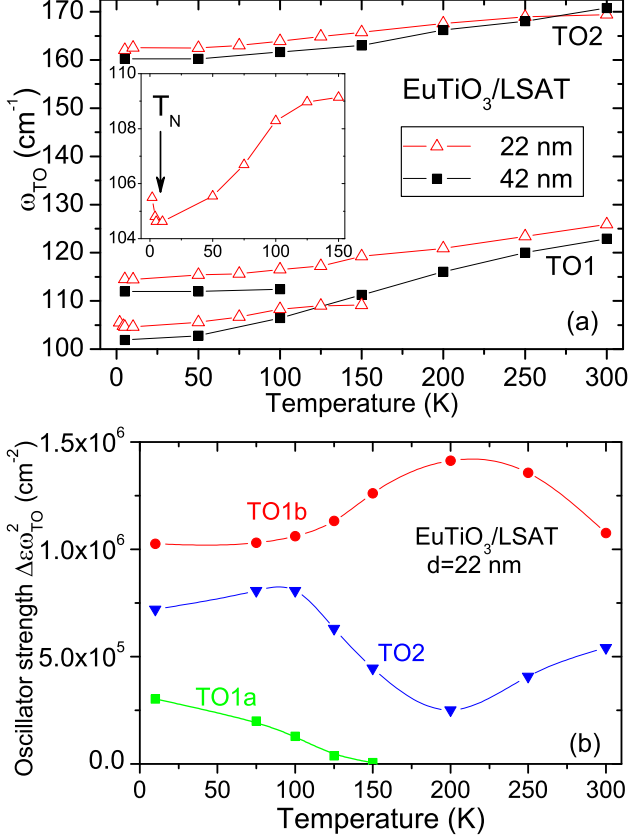 170
160
150
140
130
120
110
100
ω_TO (cm⁻¹)
TO2
EuTiO₃/LSAT
22 nm
42 nm
109
108
106
104
T_N
0 50 100 150
TO1
(a)
0 50 100 150 200 250 300
Temperature (K)
1.5x10⁶
1.0x10⁶
5.0x10⁵
0.0
Oscillator strength Δεω²_TO (cm⁻²)
TO1b
EuTiO₃/LSAT
d=22 nm
TO2
TO1a
(b)
0 50 100 150 200 250 300
Temperature (K)